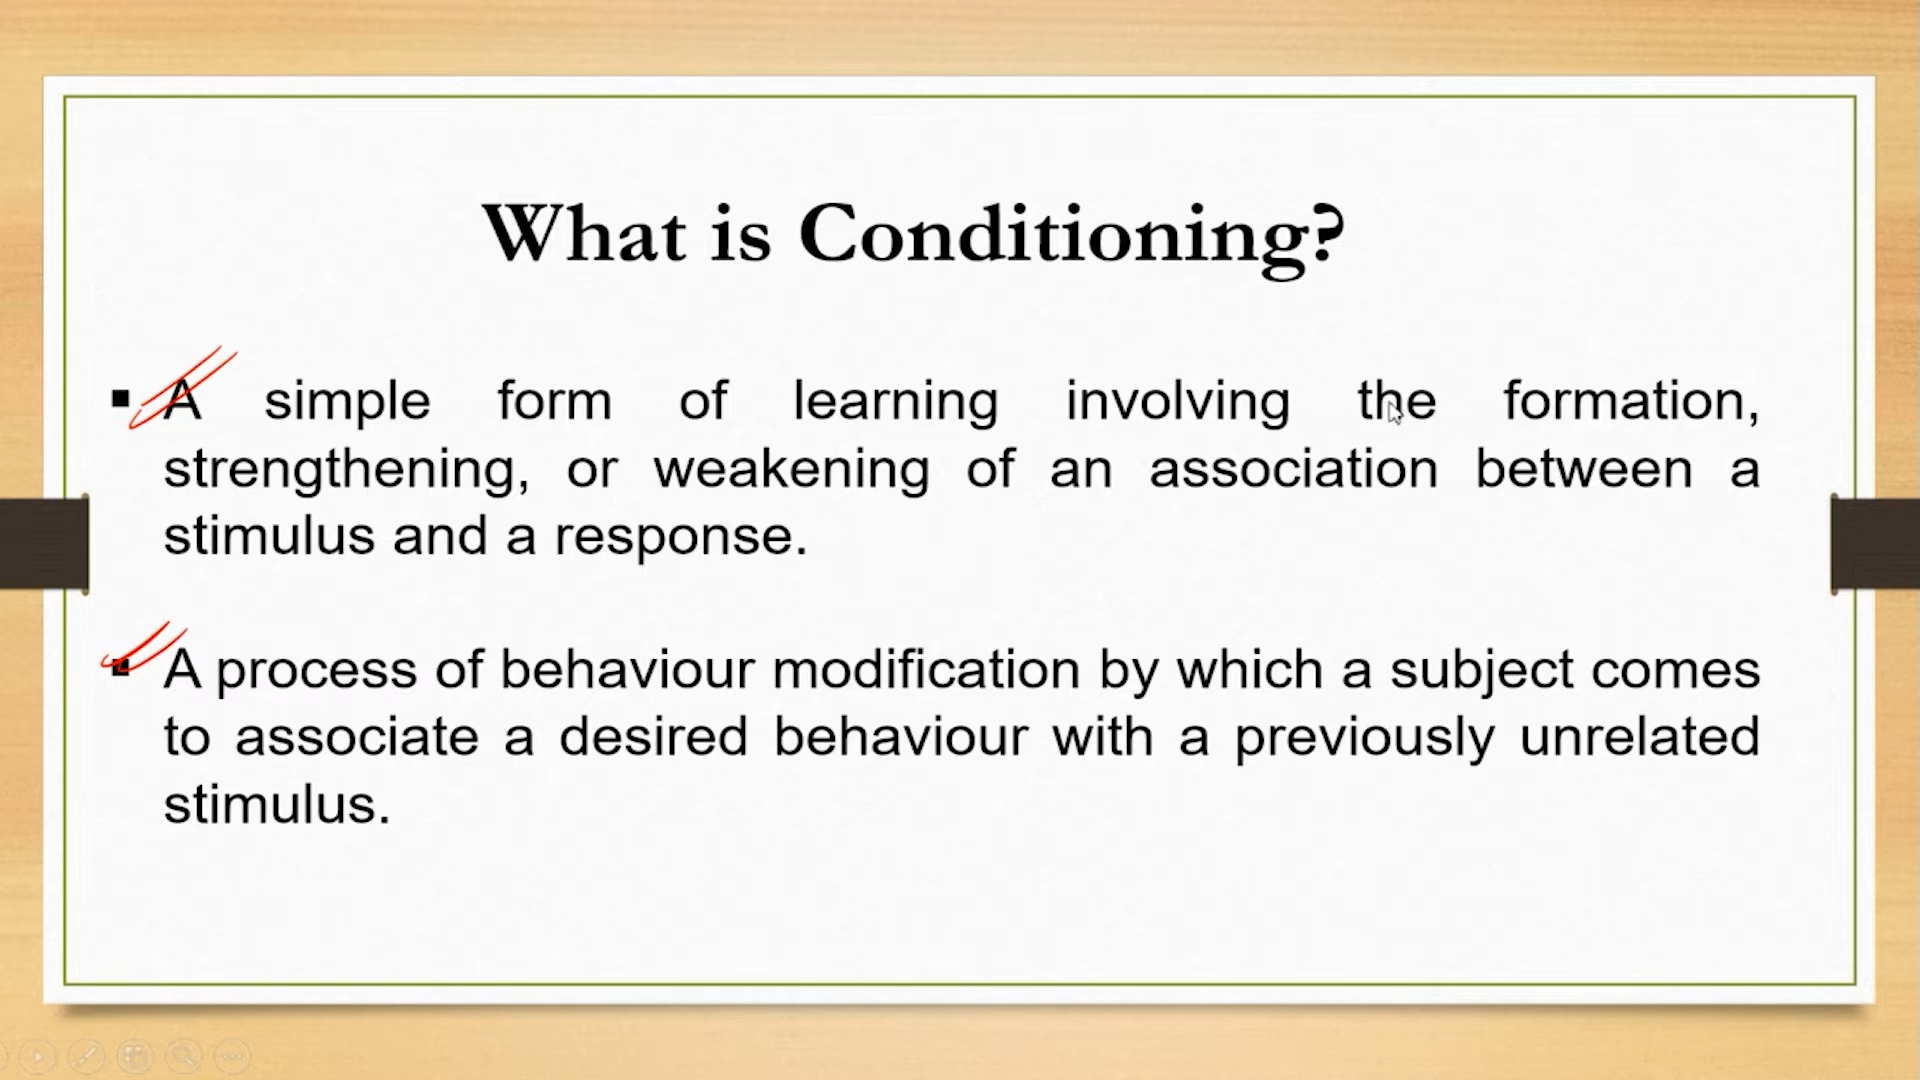 What is Conditioning?
▪ A simple form of learning involving the formation,
strengthening, or weakening of an association between a
stimulus and a response.
▪ A process of behaviour modification by which a subject comes
to associate a desired behaviour with a previously unrelated
stimulus.